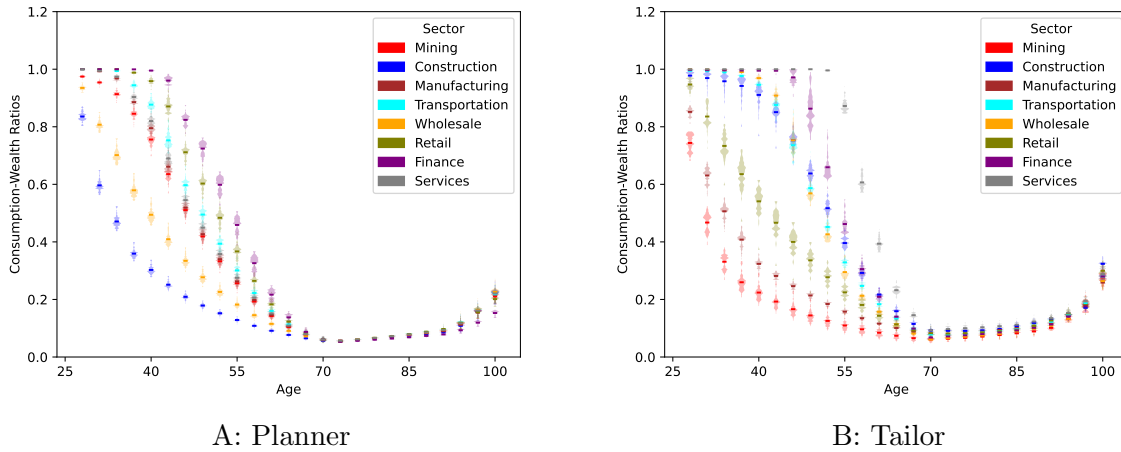 Consumption-Wealth Ratios
1.2
1.0
0.8
0.6
0.4
0.2
0.0
25
40
55
70
85
100
Age
Sector
Mining
Construction
Manufacturing
Transportation
Wholesale
Retail
Finance
Services
A: Planner
Consumption-Wealth Ratios
1.2
1.0
0.8
0.6
0.4
0.2
0.0
25
40
55
70
85
100
Age
Sector
Mining
Construction
Manufacturing
Transportation
Wholesale
Retail
Finance
Services
B: Tailor